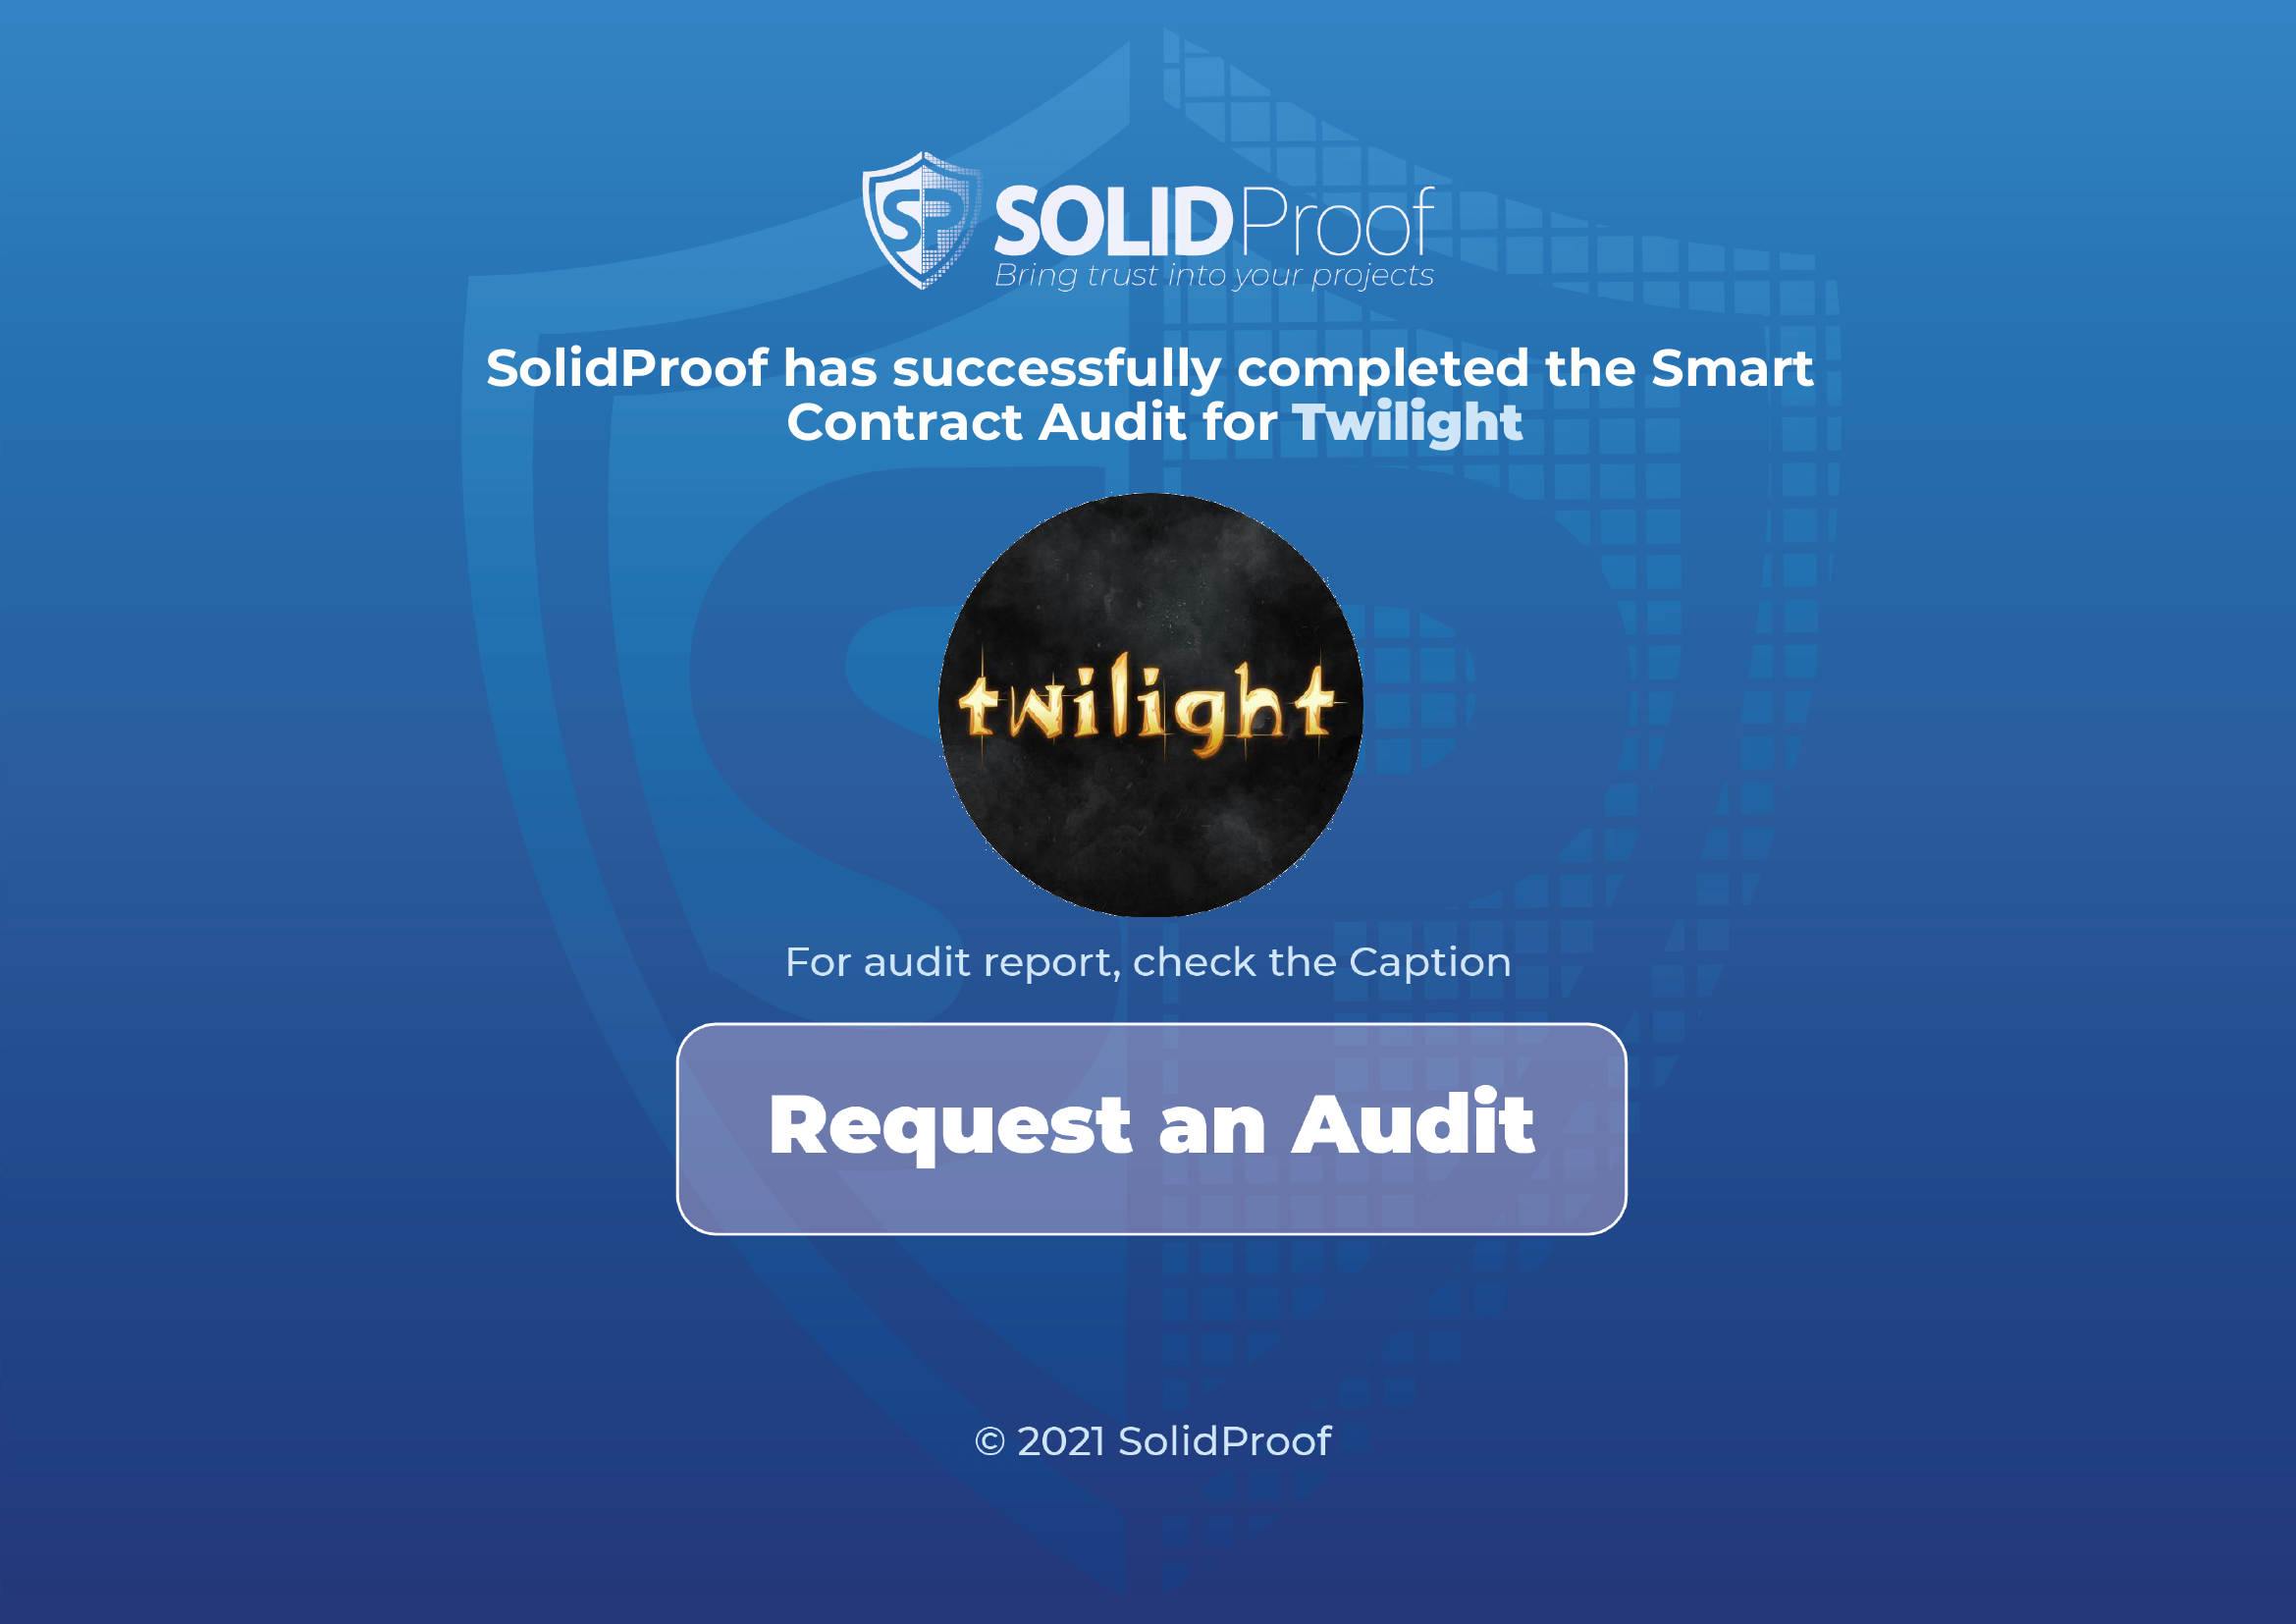 SP SOLIDProof
Bring trust into your projects
SolidProof has successfully completed the Smart
Contract Audit for Twilight
twilight
For audit report, check the Caption
Request an Audit
© 2021 SolidProof